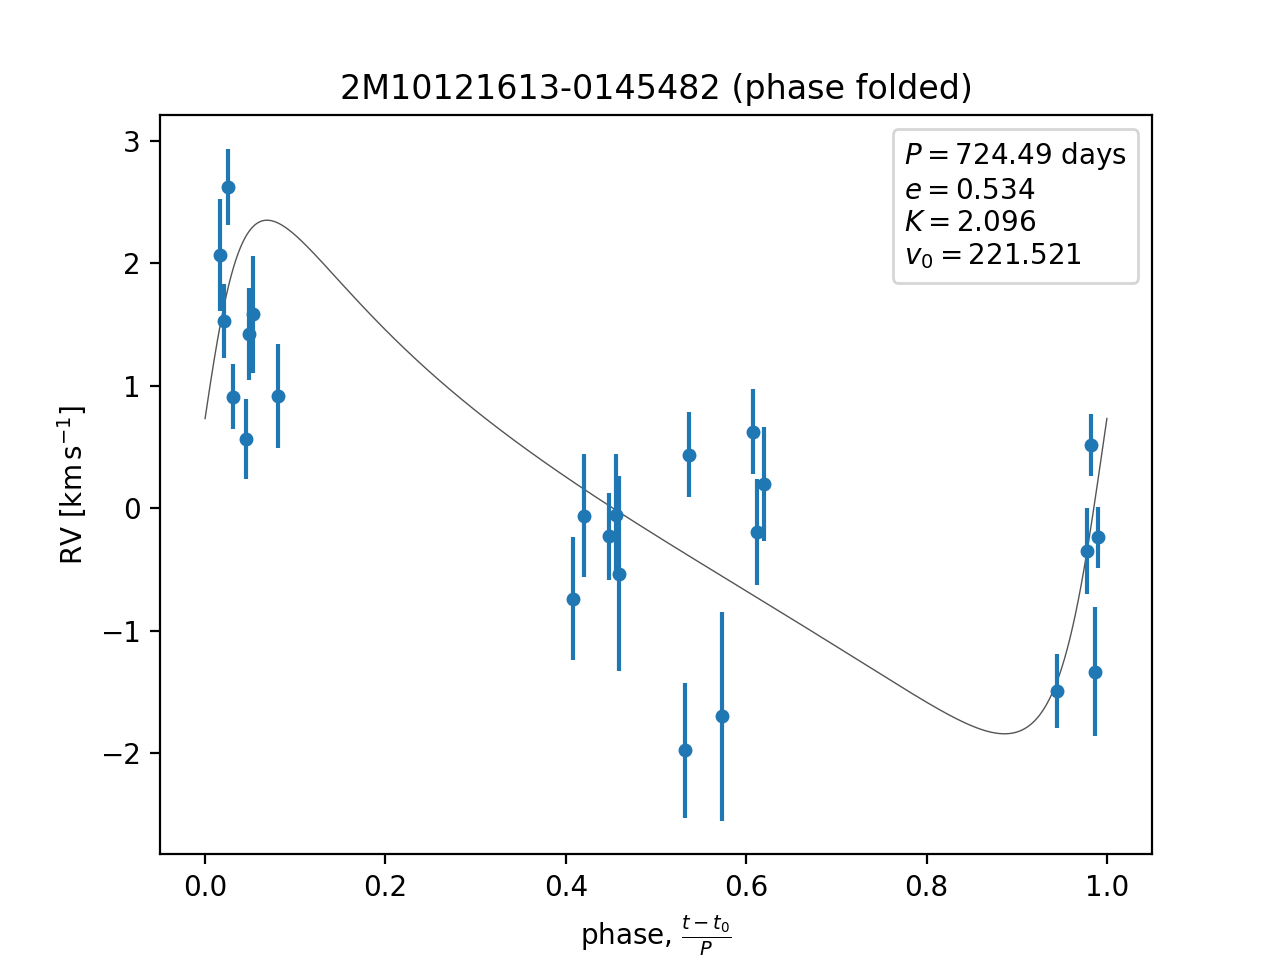 2M10121613-0145482 (phase folded)
P = 724.49 days
e = 0.534
K = 2.096
v₀ = 221.521
RV [km s⁻¹]
3
2
1
0
−1
−2
0.0 0.2 0.4 0.6 0.8 1.0
phase, (t − t₀)/P